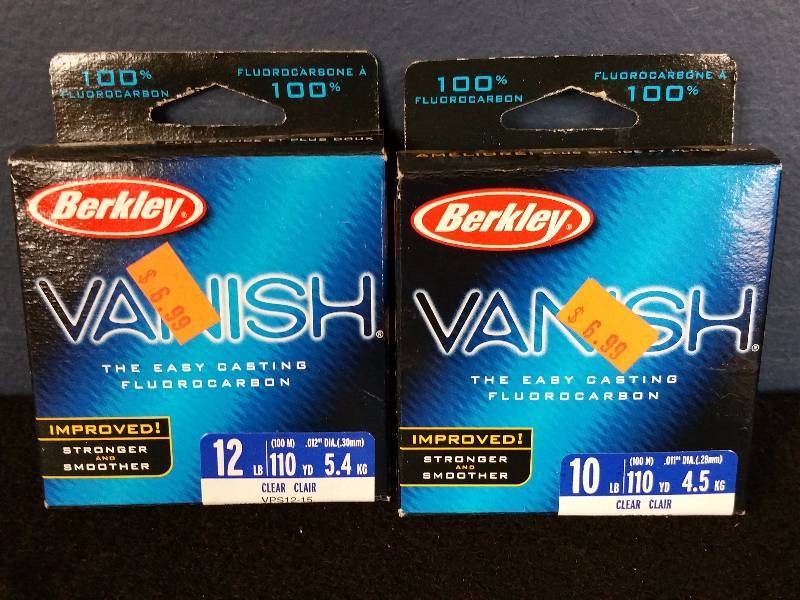 100%
FLUOROCARBON
FLUOROCARBONE À
100%
Berkley®
VANISH®
$ 6.99
THE EASY CASTING
FLUOROCARBON
IMPROVED!
STRONGER
AND
SMOOTHER
12 LB (100 M) 110 YD .012" DIA.(.30mm) 5.4 KG
CLEAR CLAIR
VPS12-15
100%
FLUOROCARBON
FLUOROCARBONE À
100%
AMÉLIORÉ!
Berkley®
VANISH®
$ 6.99
THE EASY CASTING
FLUOROCARBON
IMPROVED!
STRONGER
AND
SMOOTHER
10 LB (100 M) 110 YD .011" DIA.(.28mm) 4.5 KG
CLEAR CLAIR